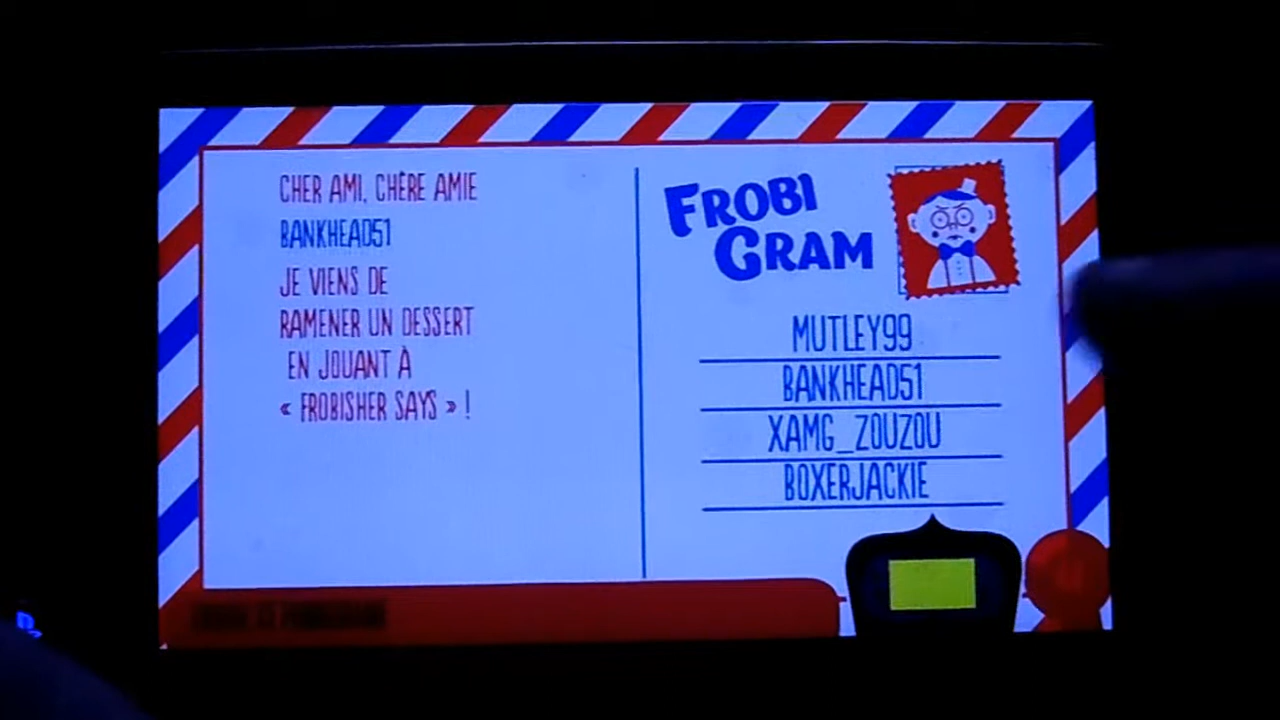 CHER AMI, CHÈRE AMIE
BANKHEAD51
JE VIENS DE
RAMENER UN DESSERT
EN JOUANT À
« FROBISHER SAYS » !
FROBI
GRAM
MUTLEY99
BANKHEAD51
XAMG_ZOUZOU
BOXERJACKIE